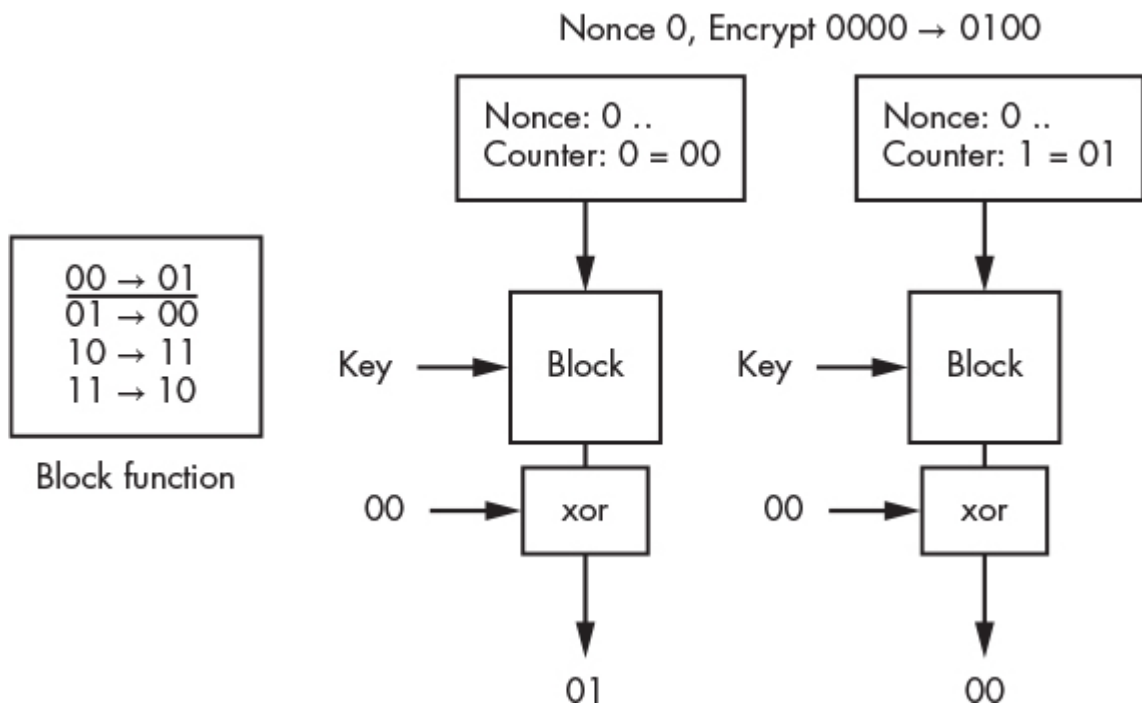 Nonce 0, Encrypt 0000 → 0100
Nonce: 0 ..
Counter: 0 = 00
Nonce: 0 ..
Counter: 1 = 01
00 → 01
01 → 00
10 → 11
11 → 10
Block function
Key
Block
Key
Block
00
xor
00
xor
01
00